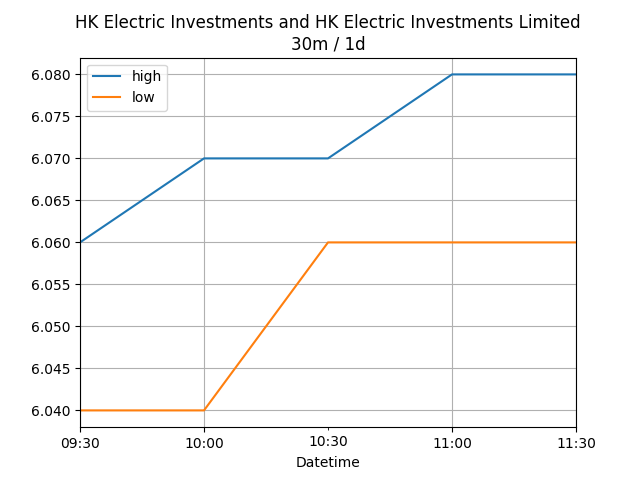 HK Electric Investments and HK Electric Investments Limited
30m / 1d
high
low
6.080
6.075
6.070
6.065
6.060
6.055
6.050
6.045
6.040
09:30 10:00 10:30 11:00 11:30
Datetime